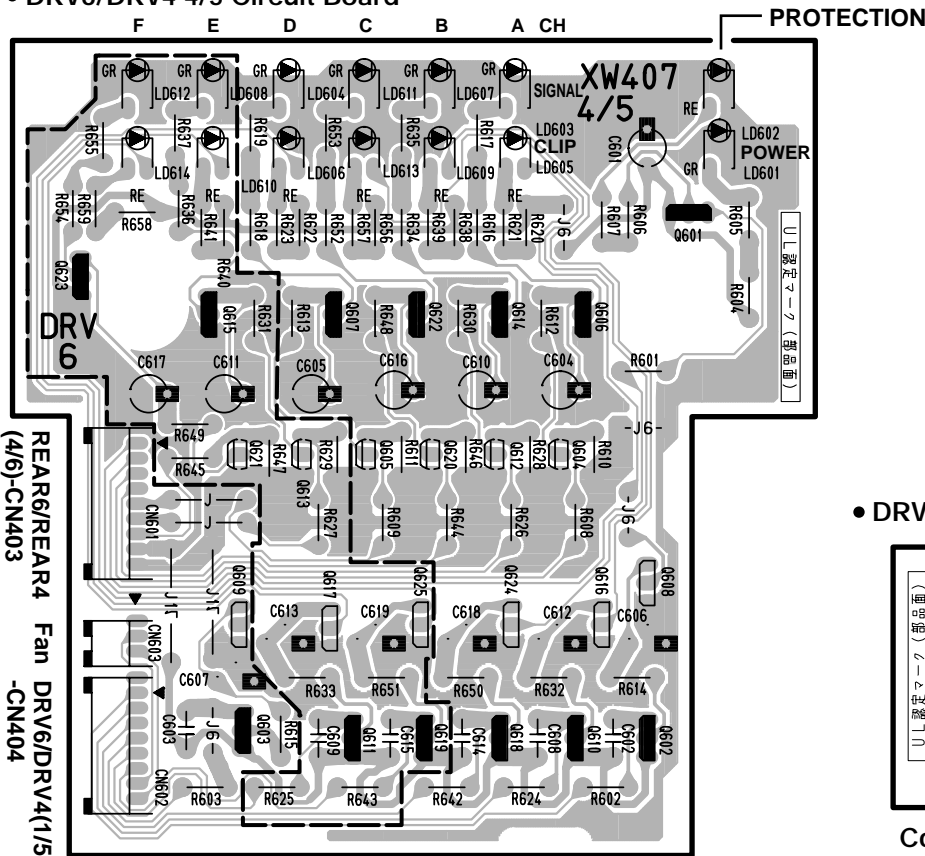 • DRV6/DRV4 4/5 Circuit Board
F E D C B A CH
PROTECTION
GR GR GR GR GR GR
XW407
4/5
LD612 LD608 LD604 LD611 LD607 SIGNAL
RE
R655 R637 R619 R653 R635 R617
LD603
CLIP
LD605
C601
LD602
POWER
LD601
GR
LD614 LD610 LD606 LD613 LD609
RE RE RE RE RE RE
R654 R659 R658 R636 R641 R618 R623 R622 R652 R657 R656 R634 R639 R638 R616 R621 R620 J6 R607 R606 Q601 R605
R640
Q623 R604
UL認定マーク(部品面)
DRV
6
Q615 R631 R613 Q607 R648 Q622 R630 Q614 R612 Q606
C617 C611 C605 C616 C610 C604 R601
J6
R649
R645
Q621 R647 R629 Q605 R611 Q620 R646 Q612 R628 Q604 R610
Q613
REAR6/REAR4
(4/6)-CN403
CN601
J
J
R627 R609 R644 R626 R608 J6
J17 J17
Q609 Q617 Q625 Q624 Q616 Q608
C613 C619 C618 C612 C606
Fan
CN603
C607
R633 R651 R650 R632 R614
DRV6/DRV4(1/5
-CN404
C603 J6 Q603 R615 C609 Q611 C615 Q619 C614 Q618 C608 Q610 C602 Q602
CN602
R603 R625 R643 R642 R624 R602
• DRV
UL認定マーク(部品面)
Co